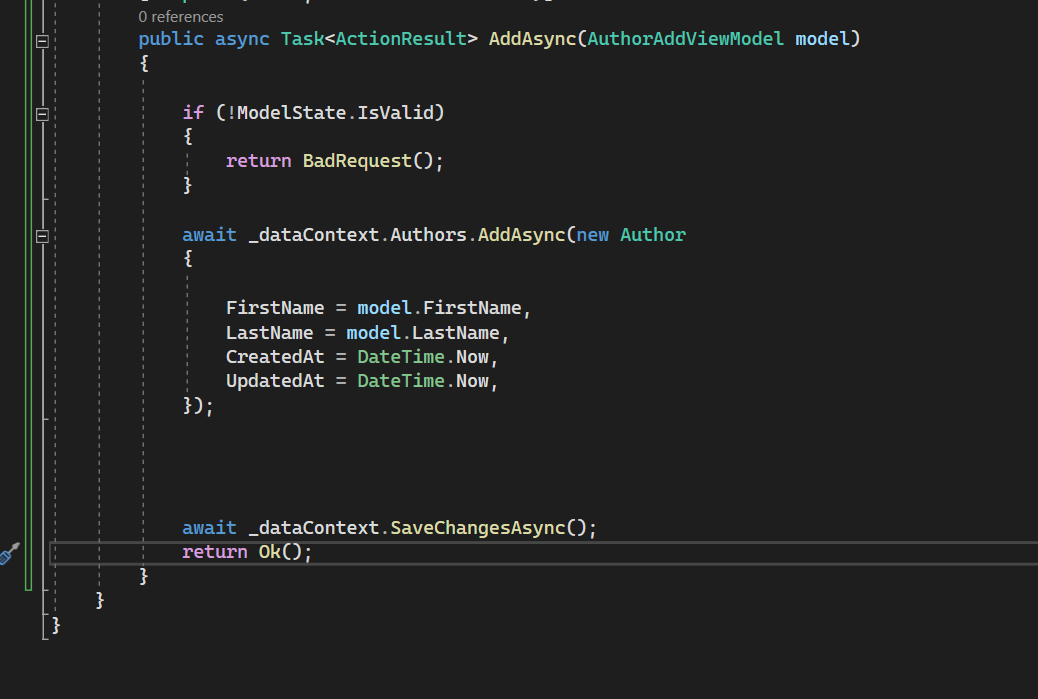 0 references
public async Task<ActionResult> AddAsync(AuthorAddViewModel model)
{
if (!ModelState.IsValid)
{
return BadRequest();
}
await _dataContext.Authors.AddAsync(new Author
{
FirstName = model.FirstName,
LastName = model.LastName,
CreatedAt = DateTime.Now,
UpdatedAt = DateTime.Now,
});
await _dataContext.SaveChangesAsync();
return Ok();
}
}
}